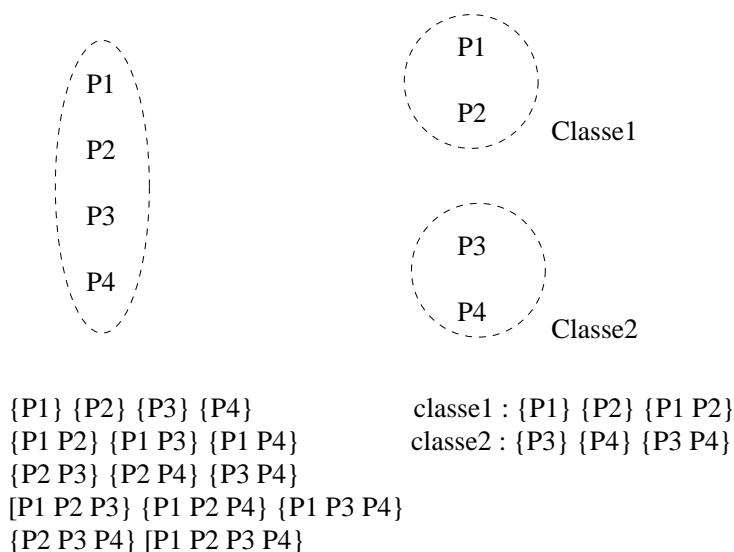 P1
P2
P3
P4
P1
P2
Classe1
P3
P4
Classe2
{P1} {P2} {P3} {P4}
{P1 P2} {P1 P3} {P1 P4}
{P2 P3} {P2 P4} {P3 P4}
[P1 P2 P3} {P1 P2 P4} {P1 P3 P4}
{P2 P3 P4} [P1 P2 P3 P4}
classe1 : {P1} {P2} {P1 P2}
classe2 : {P3} {P4} {P3 P4}